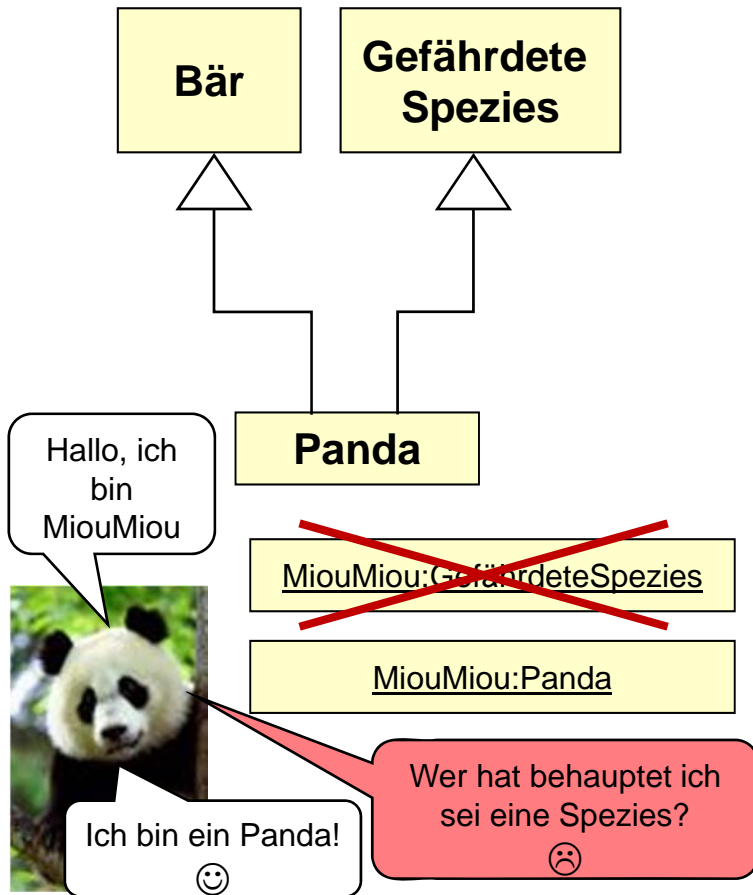 Bär
Gefährdete
Spezies
Panda
Hallo, ich
bin
MiouMiou
MiouMiou:GefährdeteSpezies
MiouMiou:Panda
Wer hat behauptet ich
sei eine Spezies?
☹
Ich bin ein Panda!
☺